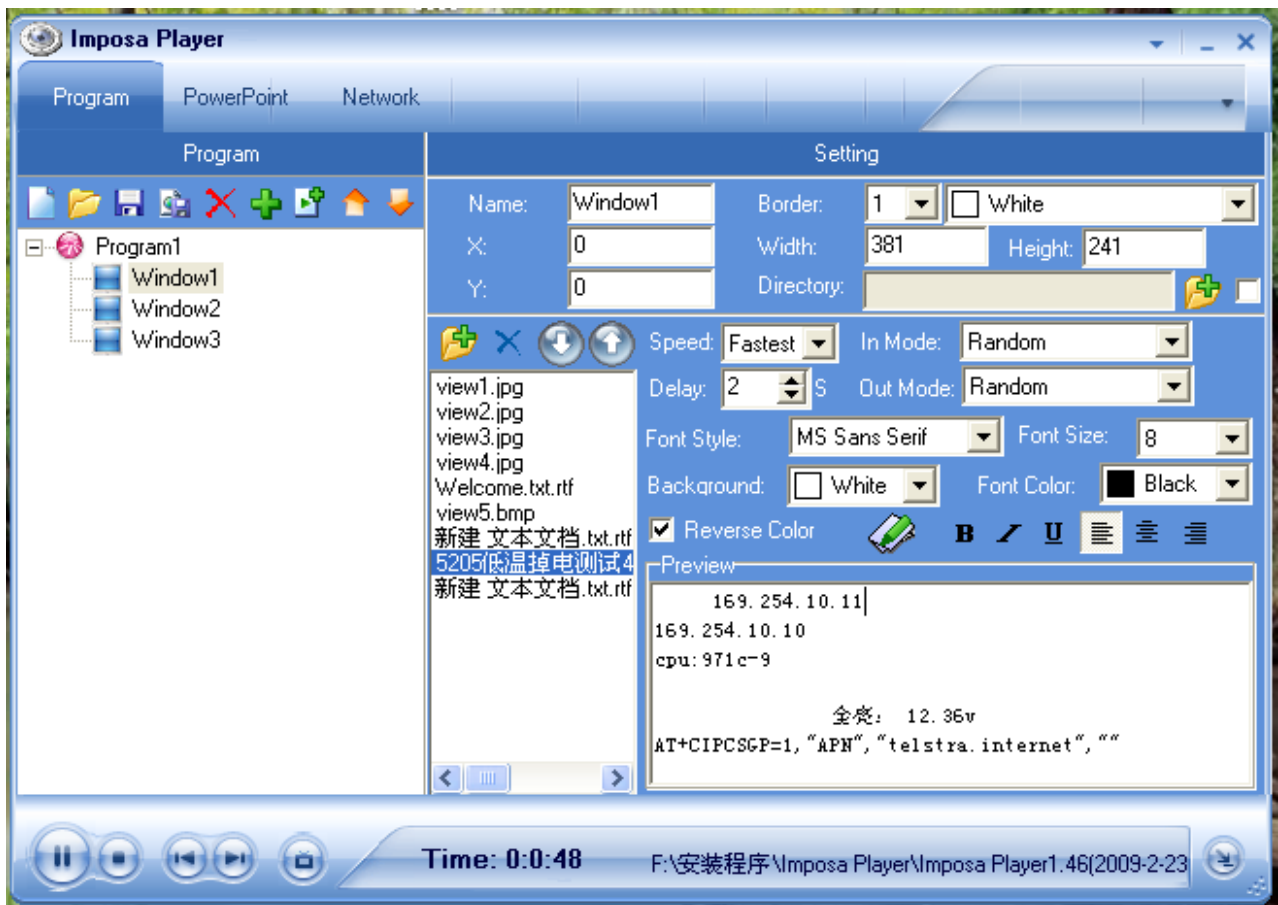 Imposa Player
Program PowerPoint Network
Program
Setting
Program1
Window1
Window2
Window3
Name: Window1 Border: 1 White
X: 0 Width: 381 Height: 241
Y: 0 Directory:
Speed: Fastest In Mode: Random
Delay: 2 S Out Mode: Random
Font Style: MS Sans Serif Font Size: 8
Background: White Font Color: Black
Reverse Color B I U
view1.jpg
view2.jpg
view3.jpg
view4.jpg
Welcome.txt.rtf
view5.bmp
新建 文本文档.txt.rtf
5205低温掉电测试4
新建 文本文档.txt.rtf
Preview
169.254.10.11
169.254.10.10
cpu:971c-9
全亮： 12.36v
AT+CIPCSGP=1,"APN","telstra.internet",""
Time: 0:0:48 F:\安装程序\Imposa Player\Imposa Player1.46(2009-2-23